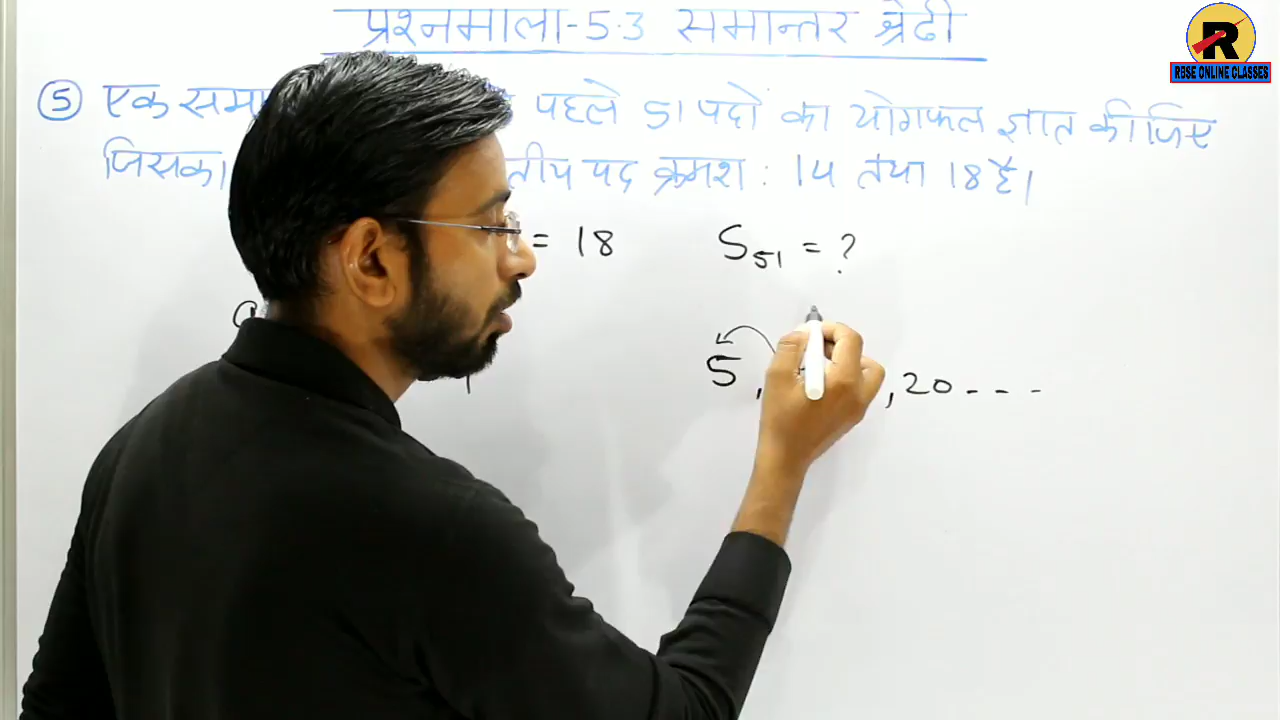 प्रश्नमाला-5.3 समान्तर श्रेढी
R
RBSE ONLINE CLASSES
5 एक पहले 51 पदों का योगफल ज्ञात कीजिए
जिसका पद क्रमश: 14 तथा 18 है।
= 18 S51 = ?
5 , , 20 - - -